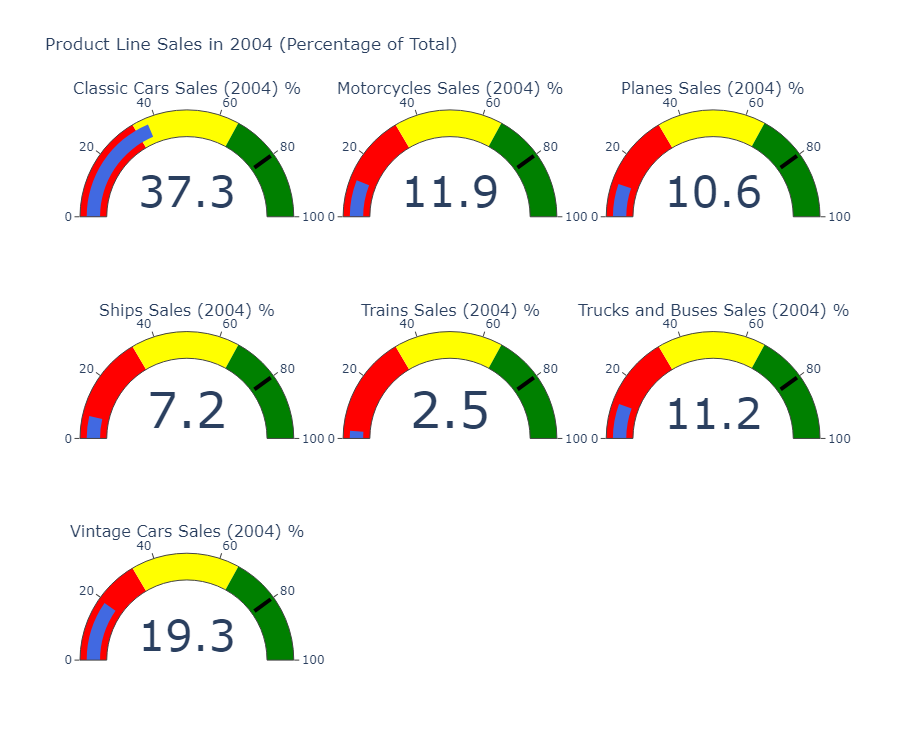 Product Line Sales in 2004 (Percentage of Total)
Classic Cars Sales (2004) % Motorcycles Sales (2004) % Planes Sales (2004) %
40 60 40 60 40 60
20 80 20 80 20 80
37.3 11.9 10.6
0 100 0 100 0 100
Ships Sales (2004) % Trains Sales (2004) % Trucks and Buses Sales (2004) %
40 60 40 60 40 60
20 80 20 80 20 80
7.2 2.5 11.2
0 100 0 100 0 100
Vintage Cars Sales (2004) %
40 60
20 80
19.3
0 100